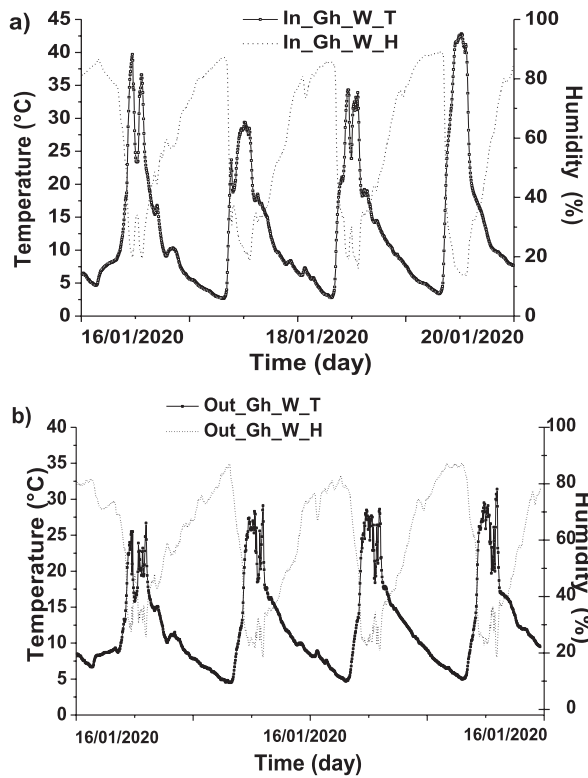 a)
In_Gh_W_T
In_Gh_W_H
45
40
35
30
25
20
15
10
5
0
Temperature (°C)
100
80
60
40
20
0
Humidity (%)
16/01/2020 18/01/2020 20/01/2020
Time (day)
b)
Out_Gh_W_T
Out_Gh_W_H
40
35
30
25
20
15
10
5
0
Temperature (°C)
100
80
60
40
20
0
Humidity (%)
16/01/2020 16/01/2020 16/01/2020
Time (day)